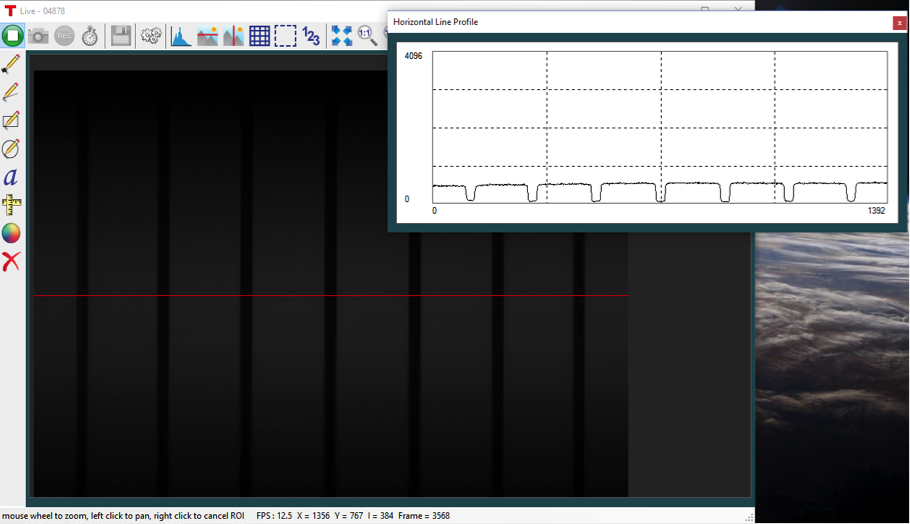 Live - 04878
Horizontal Line Profile
x
REC
123
1:1
4096
0
0
1392
a
mouse wheel to zoom, left click to pan, right click to cancel ROI FPS : 12.5 X = 1356 Y = 767 I = 384 Frame = 3568